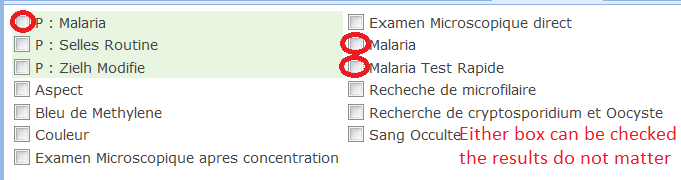 P : Malaria
P : Selles Routine
P : Zielh Modifie
Aspect
Bleu de Methylene
Couleur
Examen Microscopique apres concentration
Examen Microscopique direct
Malaria
Malaria Test Rapide
Recheche de microfilaire
Recherche de cryptosporidium et Oocyste
Sang Occulte
Either box can be checked
the results do not matter